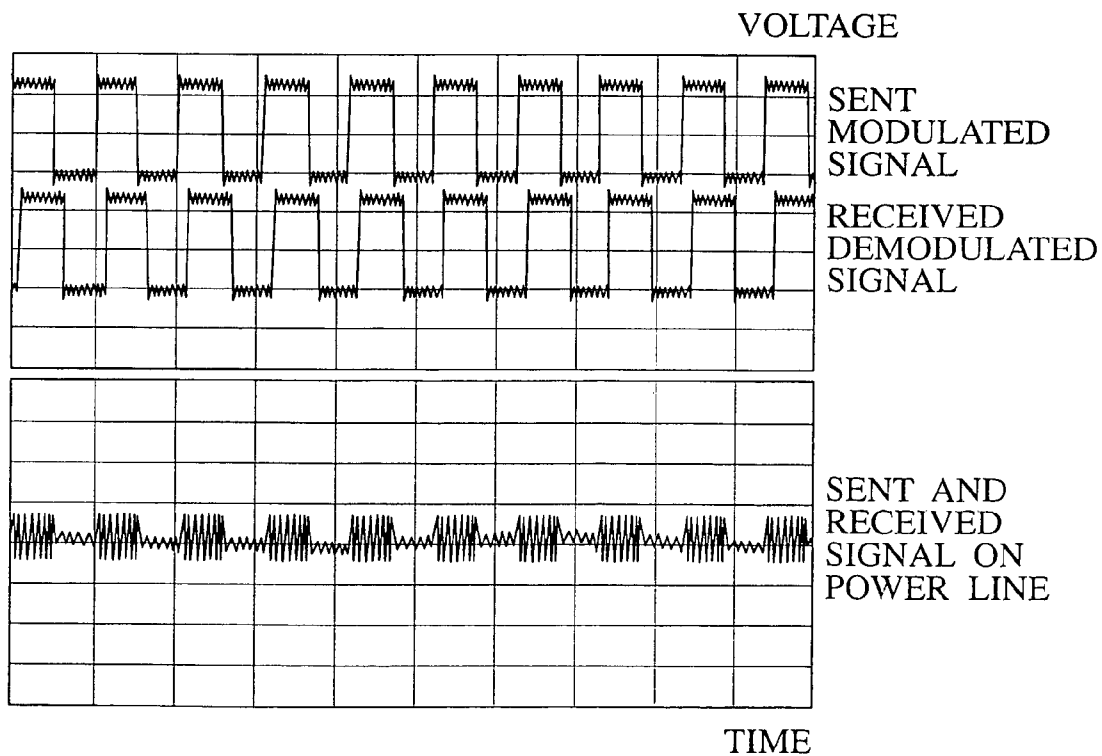 VOLTAGE
SENT
MODULATED
SIGNAL
RECEIVED
DEMODULATED
SIGNAL
SENT AND
RECEIVED
SIGNAL ON
POWER LINE
TIME